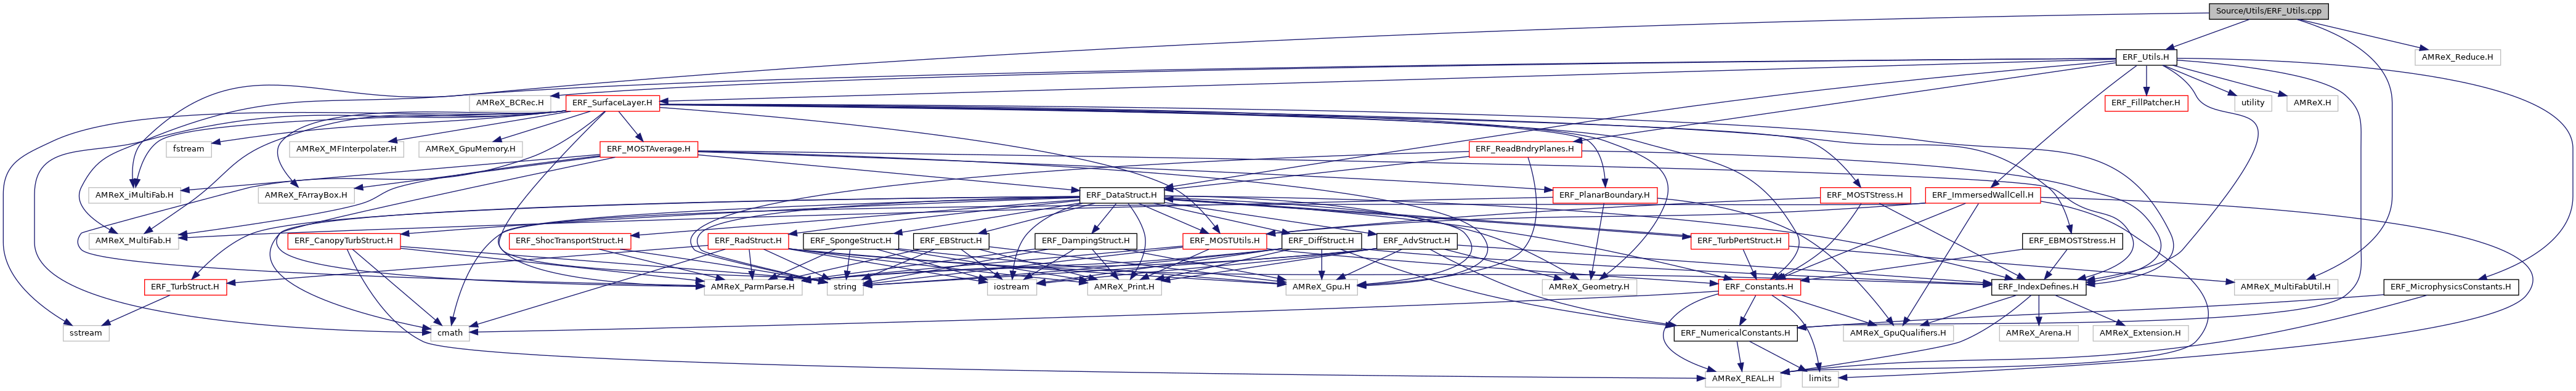 Source/Utils/ERF_Utils.cpp
ERF_Utils.H
AMReX_Reduce.H
AMReX_BCRec.H
ERF_SurfaceLayer.H
ERF_FillPatcher.H
utility
AMReX.H
fstream
AMReX_MFInterpolater.H
AMReX_GpuMemory.H
ERF_MOSTAverage.H
ERF_ReadBndryPlanes.H
AMReX_iMultiFab.H
AMReX_FArrayBox.H
ERF_DataStruct.H
ERF_PlanarBoundary.H
ERF_MOSTStress.H
ERF_ImmersedWallCell.H
AMReX_MultiFab.H
ERF_CanopyTurbStruct.H
ERF_ShocTransportStruct.H
ERF_RadStruct.H
ERF_SpongeStruct.H
ERF_EBStruct.H
ERF_DampingStruct.H
ERF_MOSTUtils.H
ERF_DiffStruct.H
ERF_AdvStruct.H
ERF_TurbPertStruct.H
ERF_EBMOSTStress.H
ERF_TurbStruct.H
AMReX_ParmParse.H
string
iostream
AMReX_Print.H
AMReX_Gpu.H
AMReX_Geometry.H
ERF_Constants.H
ERF_IndexDefines.H
AMReX_MultiFabUtil.H
ERF_MicrophysicsConstants.H
sstream
cmath
ERF_NumericalConstants.H
AMReX_GpuQualifiers.H
AMReX_Arena.H
AMReX_Extension.H
AMReX_REAL.H
limits